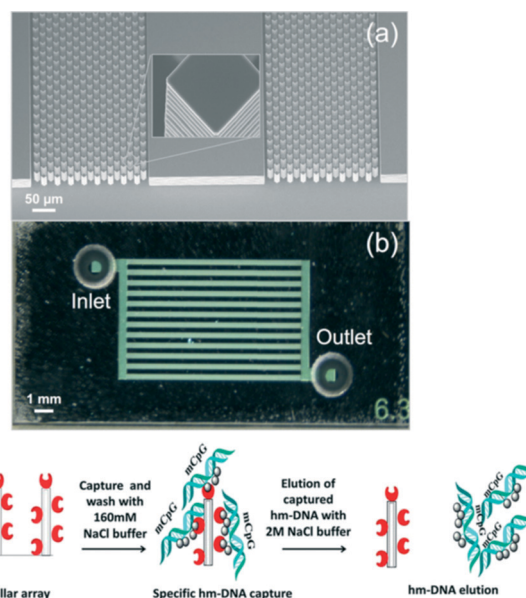 (a)
50 µm
(b)
Inlet
Outlet
1 mm
6.3
Capture and
wash with
160mM
NaCl buffer
Elution of
captured
hm-DNA with
2M NaCl buffer
mCpG
mCpG
mCpG
mCpG
mCpG
mCpG
llar array
Specific hm-DNA capture
hm-DNA elution